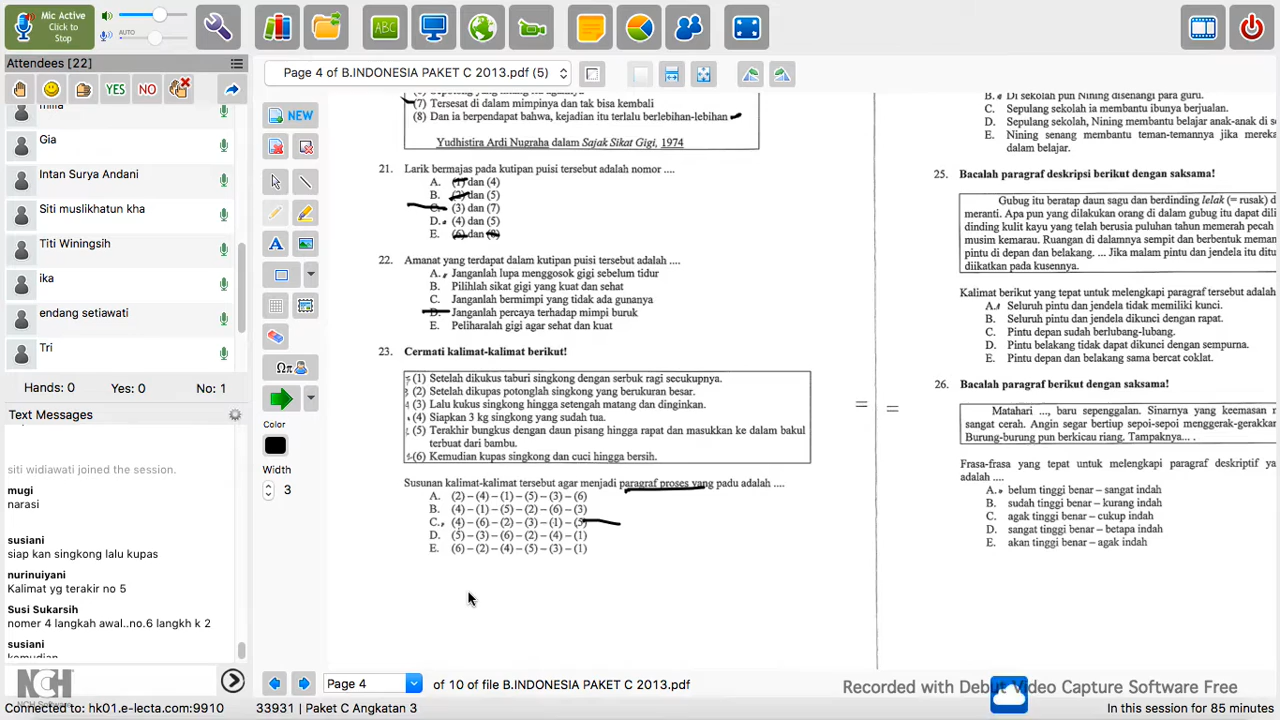 Mic Active
Click to
Stop
AUTO
ABC
Attendees [22]
YES
NO
Page 4 of B.INDONESIA PAKET C 2013.pdf (5)
Gia
Intan Surya Andani
Siti muslikhatun kha
Titi Winingsih
ika
endang setiawati
Tri
Hands: 0
Yes: 0
No: 1
Text Messages
siti widiawati joined the session.
mugi
narasi
susiani
siap kan singkong lalu kupas
nurinuiyani
Kalimat yg terakir no 5
Susi Sukarsih
nomer 4 langkah awal..no.6 langkh k 2
susiani
NCH
NCH Software
NEW
Color
Width
3
(7) Tersesat di dalam mimpinya dan tak bisa kembali
(8) Dan ia berpendapat bahwa, kejadian itu terlalu berlebihan-lebihan
Yudhistira Ardi Nugraha dalam Sajak Sikat Gigi, 1974
21. Larik bermajas pada kutipan puisi tersebut adalah nomor ....
A. (1) dan (4)
B. (2) dan (5)
C. (3) dan (7)
D. (4) dan (5)
E. (6) dan (8)
22. Amanat yang terdapat dalam kutipan puisi tersebut adalah ....
A. Janganlah lupa menggosok gigi sebelum tidur
B. Pilihlah sikat gigi yang kuat dan sehat
C. Janganlah bermimpi yang tidak ada gunanya
D. Janganlah percaya terhadap mimpi buruk
E. Peliharalah gigi agar sehat dan kuat
23. Cermati kalimat-kalimat berikut!
(1) Setelah dikukus taburi singkong dengan serbuk ragi secukupnya.
(2) Setelah dikupas potonglah singkong yang berukuran besar.
(3) Lalu kukus singkong hingga setengah matang dan dinginkan.
(4) Siapkan 3 kg singkong yang sudah tua.
(5) Terakhir bungkus dengan daun pisang hingga rapat dan masukkan ke dalam bakul
terbuat dari bambu.
(6) Kemudian kupas singkong dan cuci hingga bersih.
Susunan kalimat-kalimat tersebut agar menjadi paragraf proses yang padu adalah ....
A. (2) – (4) – (1) – (5) – (3) – (6)
B. (4) – (1) – (5) – (2) – (6) – (3)
C. (4) – (6) – (2) – (3) – (1) – (5)
D. (5) – (3) – (6) – (2) – (4) – (1)
E. (6) – (2) – (4) – (5) – (3) – (1)
= =
B. Di sekolah pun Nining disenangi para guru.
C. Sepulang sekolah ia membantu ibunya berjualan.
D. Sepulang sekolah, Nining membantu belajar anak-anak di s
E. Nining senang membantu teman-temannya jika mereka
dalam belajar.
25. Bacalah paragraf deskripsi berikut dengan saksama!
Gubug itu beratap daun sagu dan berdinding lelak (= rusak) d
meranti. Apa pun yang dilakukan orang di dalam gubug itu dapat dili
dinding kulit kayu yang telah berusia puluhan tahun memerah pecah
musim kemarau. Ruangan di dalamnya sempit dan berbentuk meman
pintu di depan dan belakang. ... Jika malam pintu dan jendela itu ditu
diikatkan pada kusennya.
Kalimat berikut yang tepat untuk melengkapi paragraf tersebut adalah
A. Seluruh pintu dan jendela tidak memiliki kunci.
B. Seluruh pintu dan jendela dikunci dengan rapat.
C. Pintu depan sudah berlubang-lubang.
D. Pintu belakang tidak dapat dikunci dengan sempurna.
E. Pintu depan dan belakang sama bercat coklat.
26. Bacalah paragraf berikut dengan saksama!
Matahari ..., baru sepenggalan. Sinarnya yang keemasan m
sangat cerah. Angin segar bertiup sepoi-sepoi menggerak-gerakkan
Burung-burung pun berkicau riang. Tampaknya... .
Frasa-frasa yang tepat untuk melengkapi paragraf deskriptif
adalah ....
A. belum tinggi benar – sangat indah
B. sudah tinggi benar – kurang indah
C. agak tinggi benar – cukup indah
D. sangat tinggi benar – betapa indah
E. akan tinggi benar – agak indah
Page 4
of 10 of file B.INDONESIA PAKET C 2013.pdf
Recorded with Debut Video Capture Software Free
Connected to: hk01.e-lecta.com:9910
33931 | Paket C Angkatan 3
In this session for 85 minutes